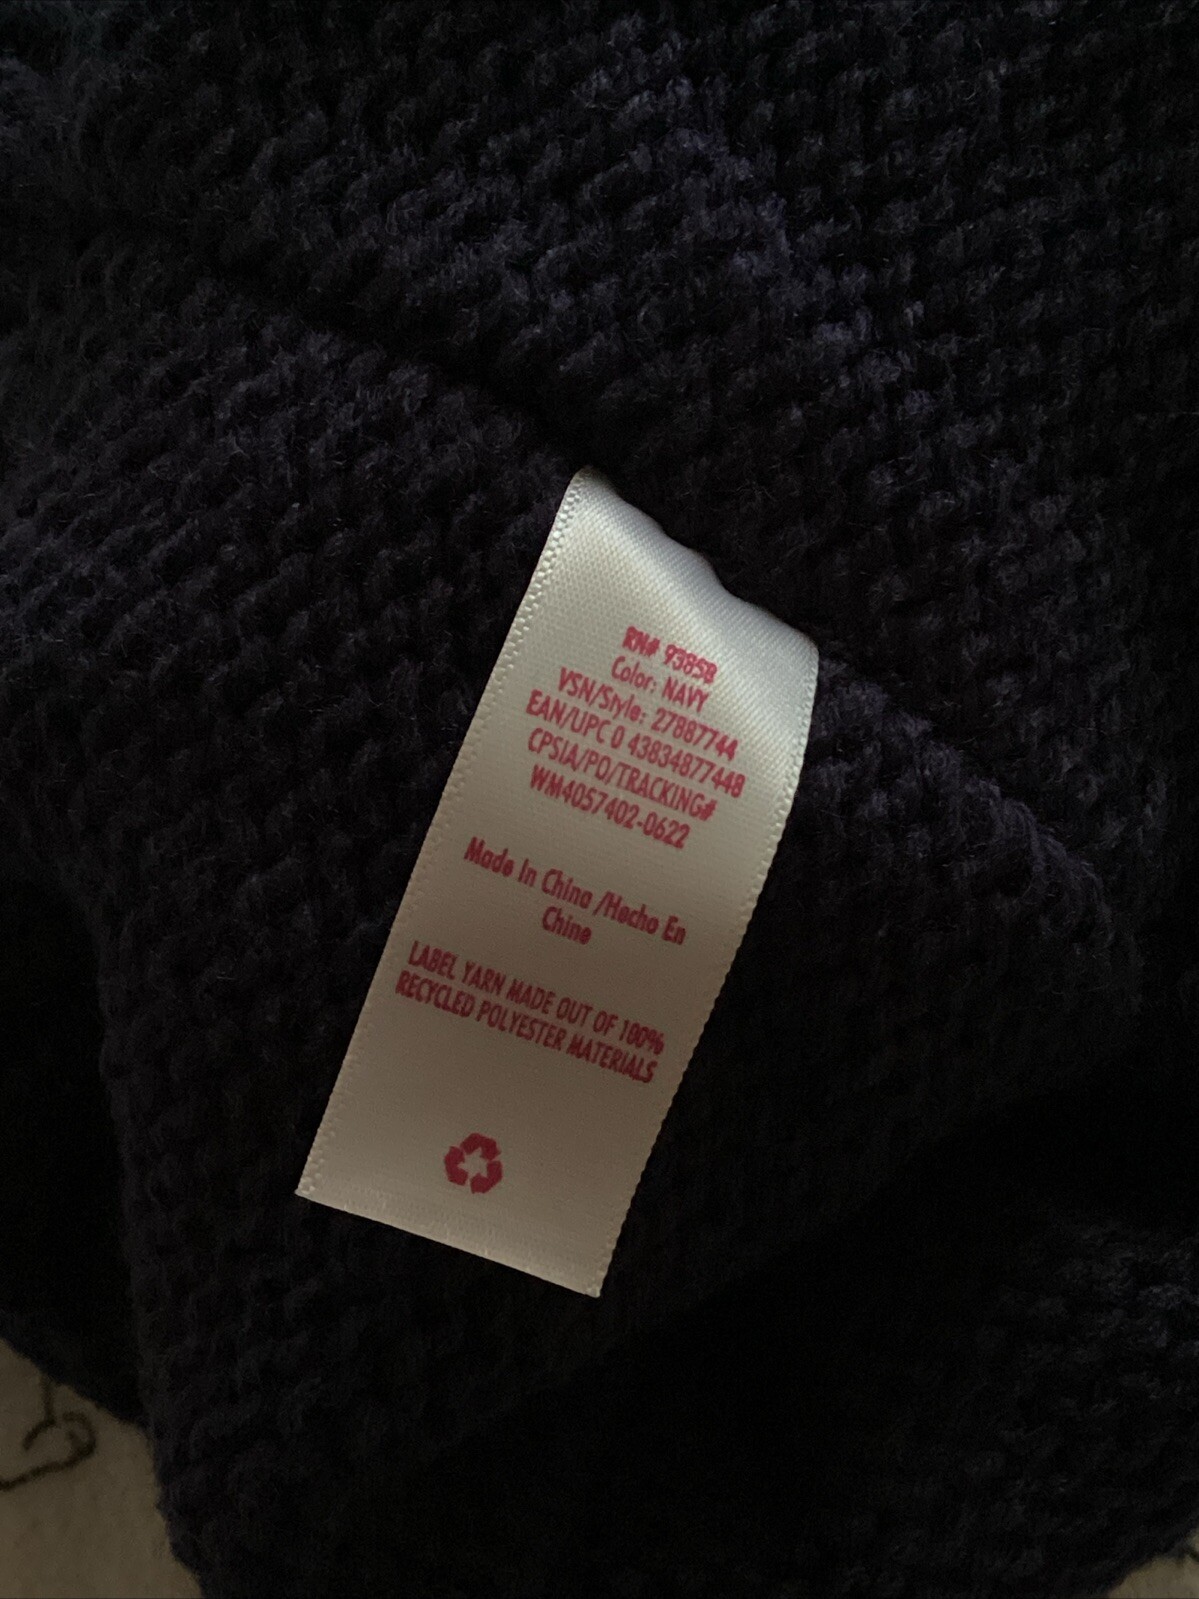 RN# 93858
Color: NAVY
VSN/Style: 27887744
EAN/UPC 0 43834877448
CPSIA/PO/TRACKING#
WM4057402-0622
Made In China /Hecho En
Chine
LABEL YARN MADE OUT OF 100%
RECYCLED POLYESTER MATERIALS